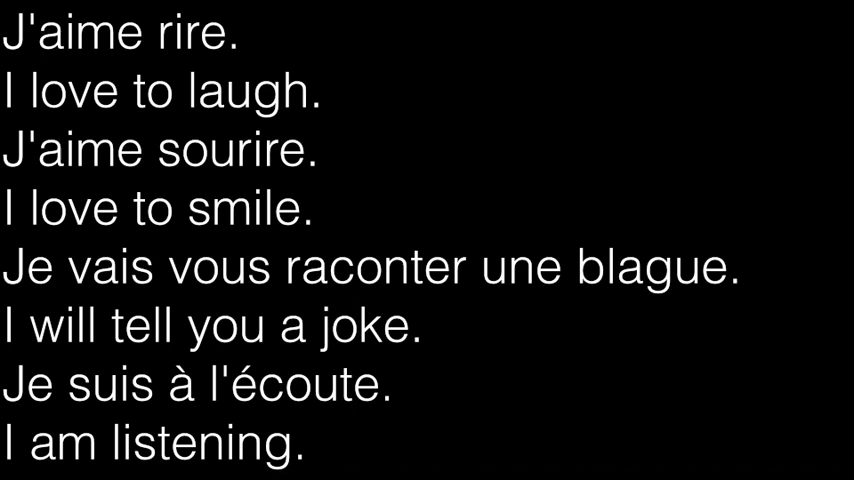 J'aime rire.
I love to laugh.
J'aime sourire.
I love to smile.
Je vais vous raconter une blague.
I will tell you a joke.
Je suis à l'écoute.
I am listening.